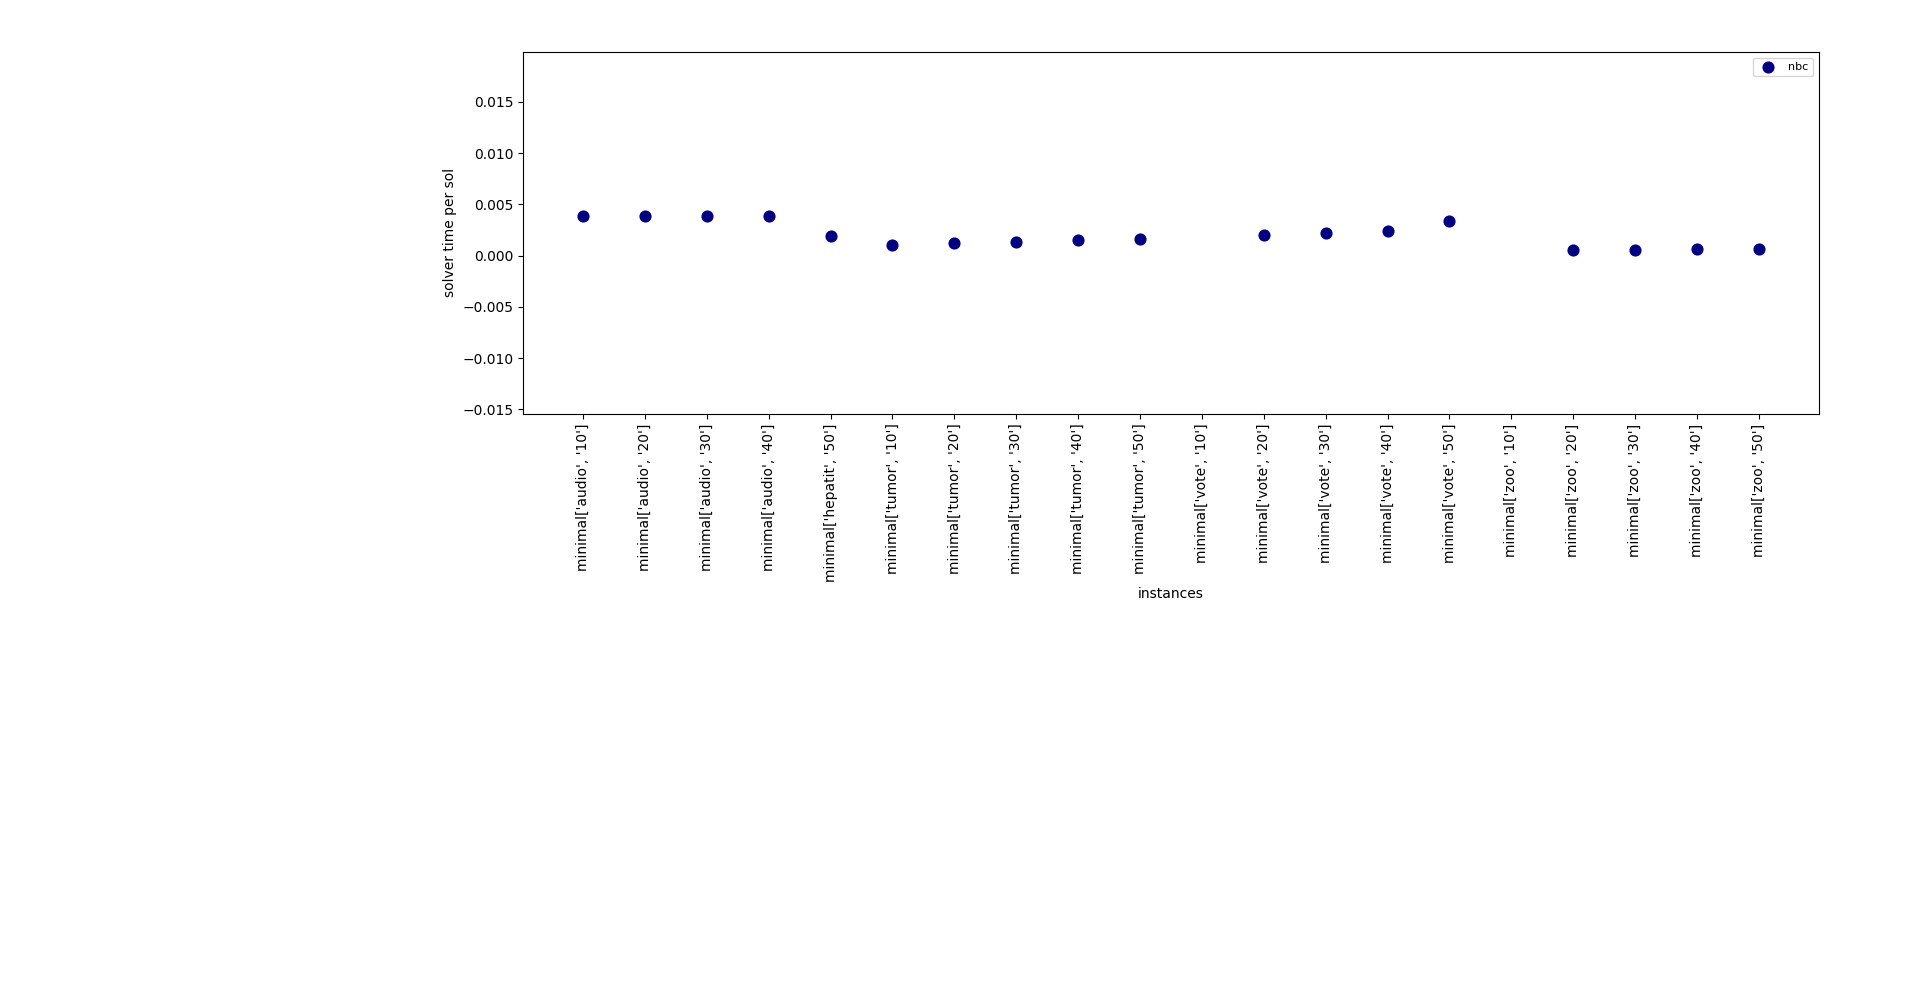 nbc
0.015
0.010
0.005
0.000
−0.005
−0.010
−0.015
solver time per sol
minimal['audio', '10']
minimal['audio', '20']
minimal['audio', '30']
minimal['audio', '40']
minimal['hepatit', '50']
minimal['tumor', '10']
minimal['tumor', '20']
minimal['tumor', '30']
minimal['tumor', '40']
minimal['tumor', '50']
minimal['vote', '10']
minimal['vote', '20']
minimal['vote', '30']
minimal['vote', '40']
minimal['vote', '50']
minimal['zoo', '10']
minimal['zoo', '20']
minimal['zoo', '30']
minimal['zoo', '40']
minimal['zoo', '50']
instances